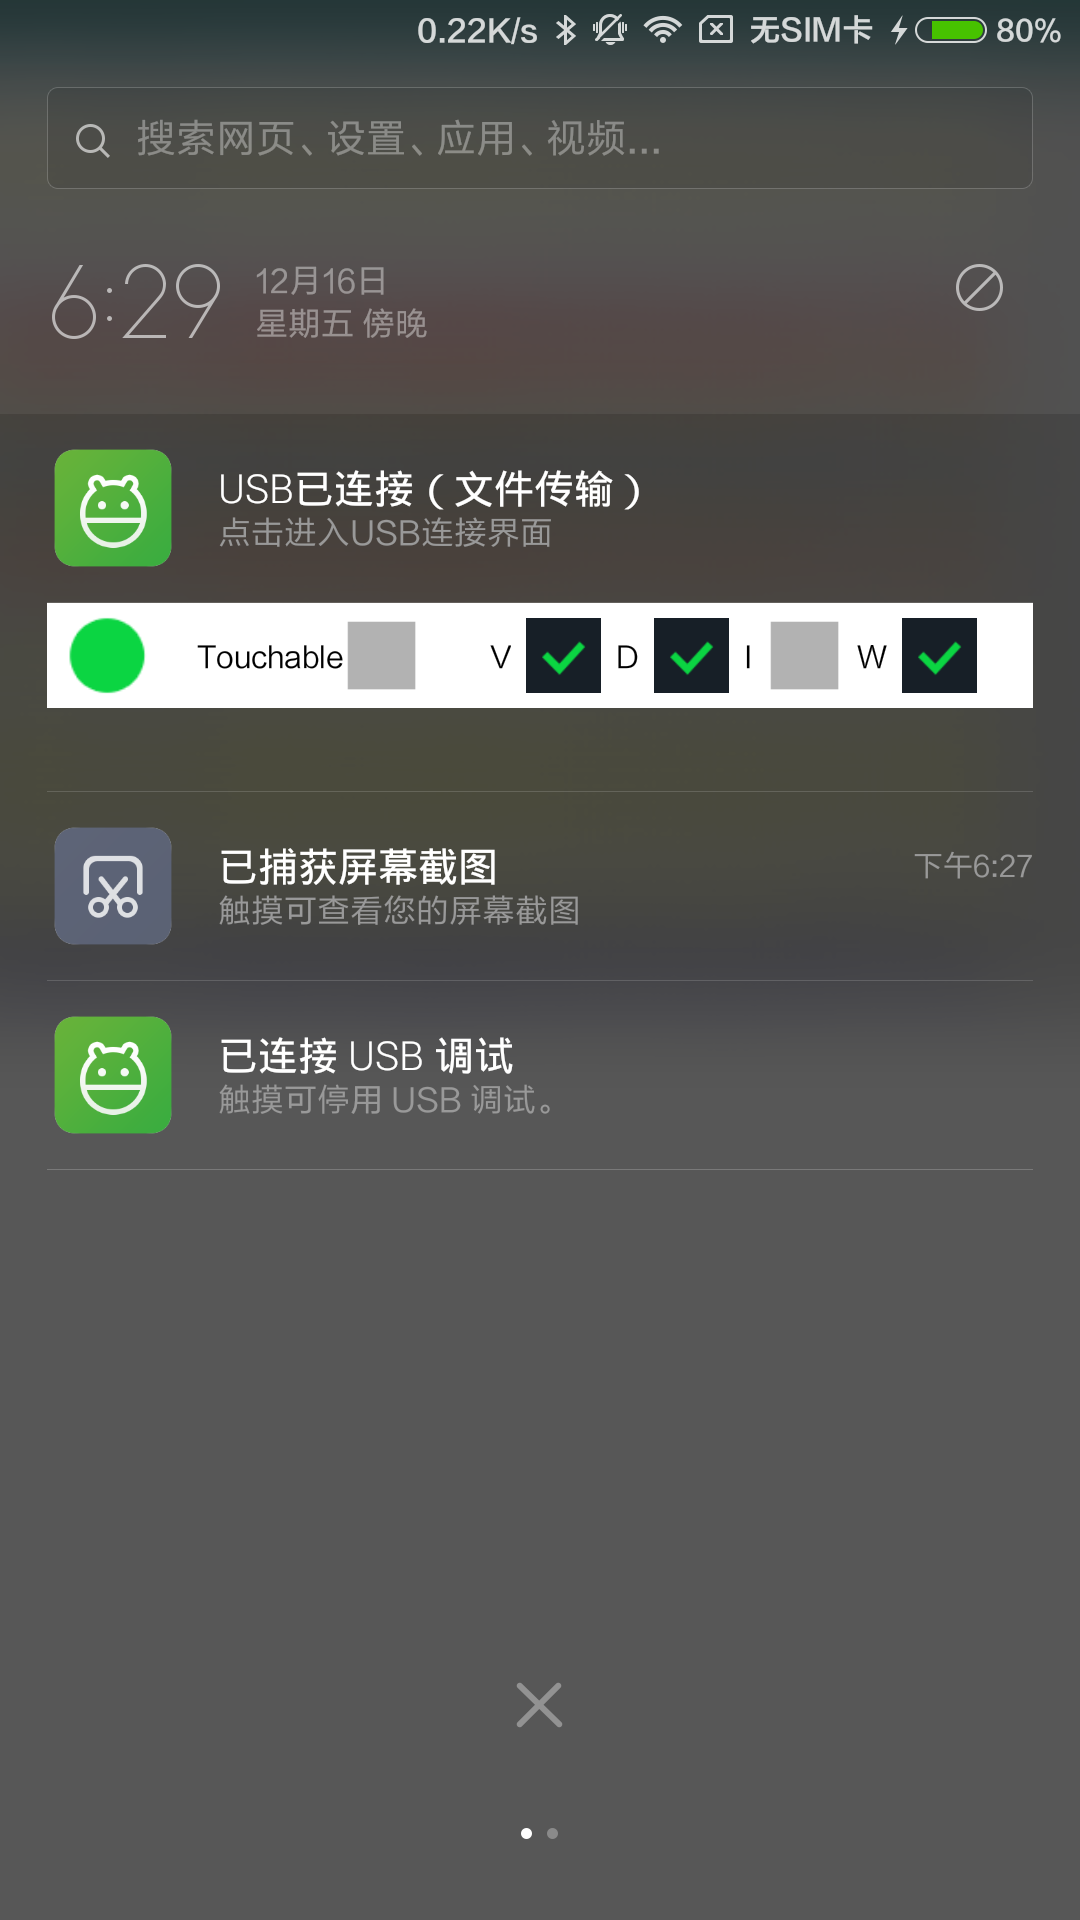 0.22K/s 无SIM卡 80%
搜索网页、设置、应用、视频...
6:29
12月16日
星期五 傍晚
USB已连接（文件传输）
点击进入USB连接界面
Touchable V D I W
已捕获屏幕截图
下午6:27
触摸可查看您的屏幕截图
已连接 USB 调试
触摸可停用 USB 调试。